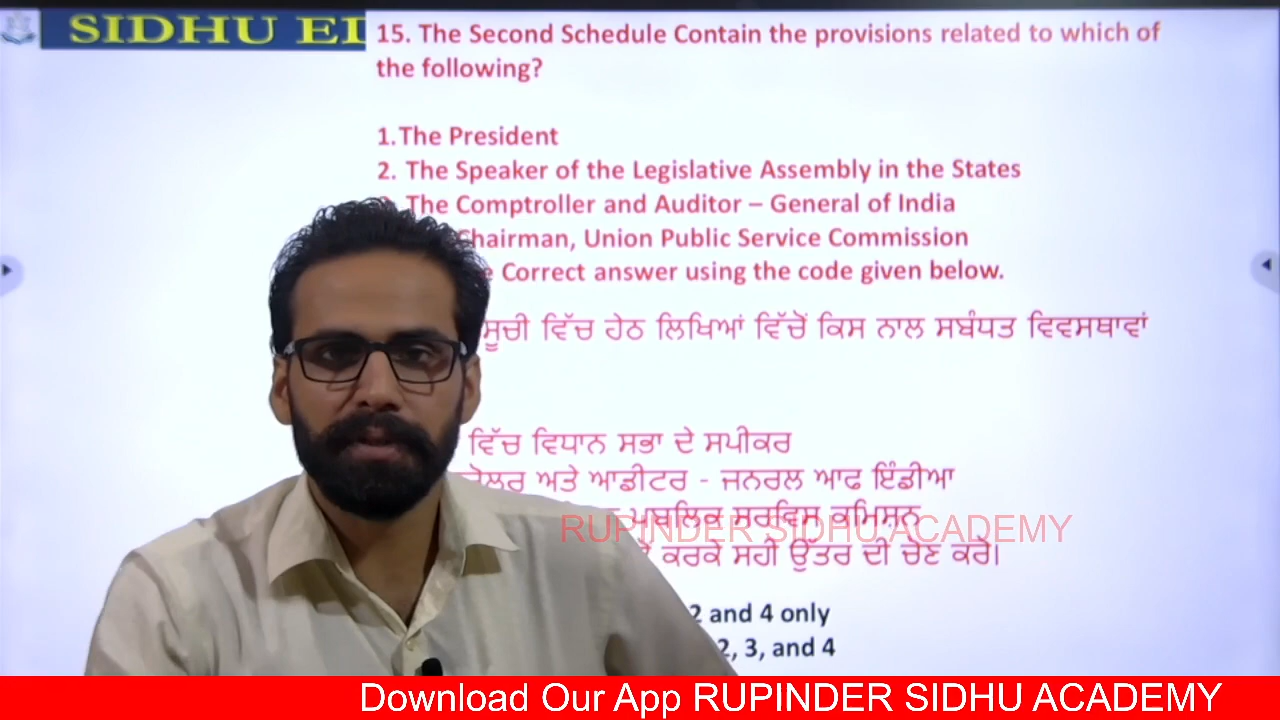 SIDHU
15. The Second Schedule Contain the provisions related to which of
the following?
1. The President
2. The Speaker of the Legislative Assembly in the States
The Comptroller and Auditor – General of India
Chairman, Union Public Service Commission
Correct answer using the code given below.
ਸੂਚੀ ਵਿੱਚ ਹੇਠ ਲਿਖਿਆਂ ਵਿੱਚੋਂ ਕਿਸ ਨਾਲ ਸਬੰਧਤ ਵਿਵਸਥਾਵਾਂ
ਵਿੱਚ ਵਿਧਾਨ ਸਭਾ ਦੇ ਸਪੀਕਰ
ਅਤੇ ਆਡੀਟਰ - ਜਨਰਲ ਆਫ ਇੰਡੀਆ
ਪਬਲਿਕ ਸਰਵਿਸ ਕਮਿਸ਼ਨ
RUPINDER SIDHU ACADEMY
ਕਰਕੇ ਸਹੀ ਉੱਤਰ ਦੀ ਚੋਣ ਕਰੋ।
2 and 4 only
2, 3, and 4
Download Our App RUPINDER SIDHU ACADEMY